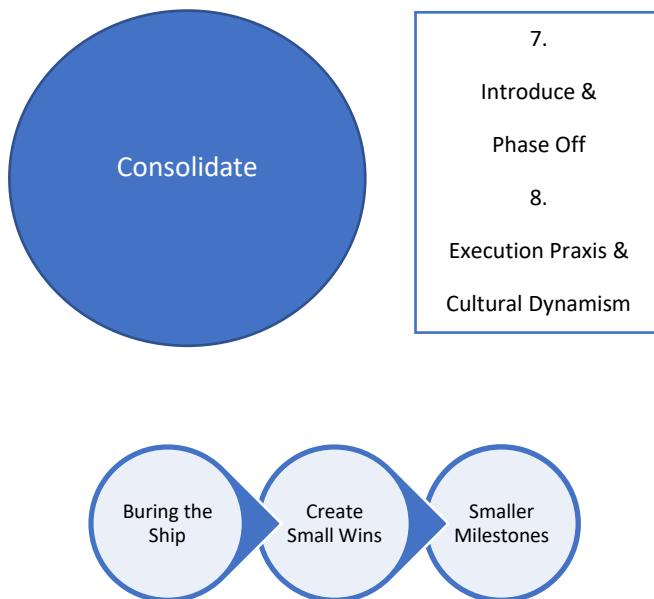 Consolidate
7.
Introduce &
Phase Off
8.
Execution Praxis &
Cultural Dynamism
Buring the
Ship
Create
Small Wins
Smaller
Milestones